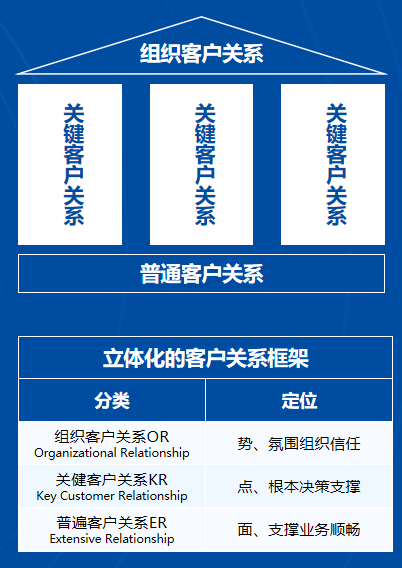 组织客户关系
关键客户关系
关键客户关系
关键客户关系
普通客户关系
立体化的客户关系框架
分类
定位
组织客户关系OR
Organizational Relationship
势、氛围组织信任
关健客户关系KR
Key Customer Relationship
点、根本决策支撑
普遍客户关系ER
Extensive Relationship
面、支撑业务顺畅